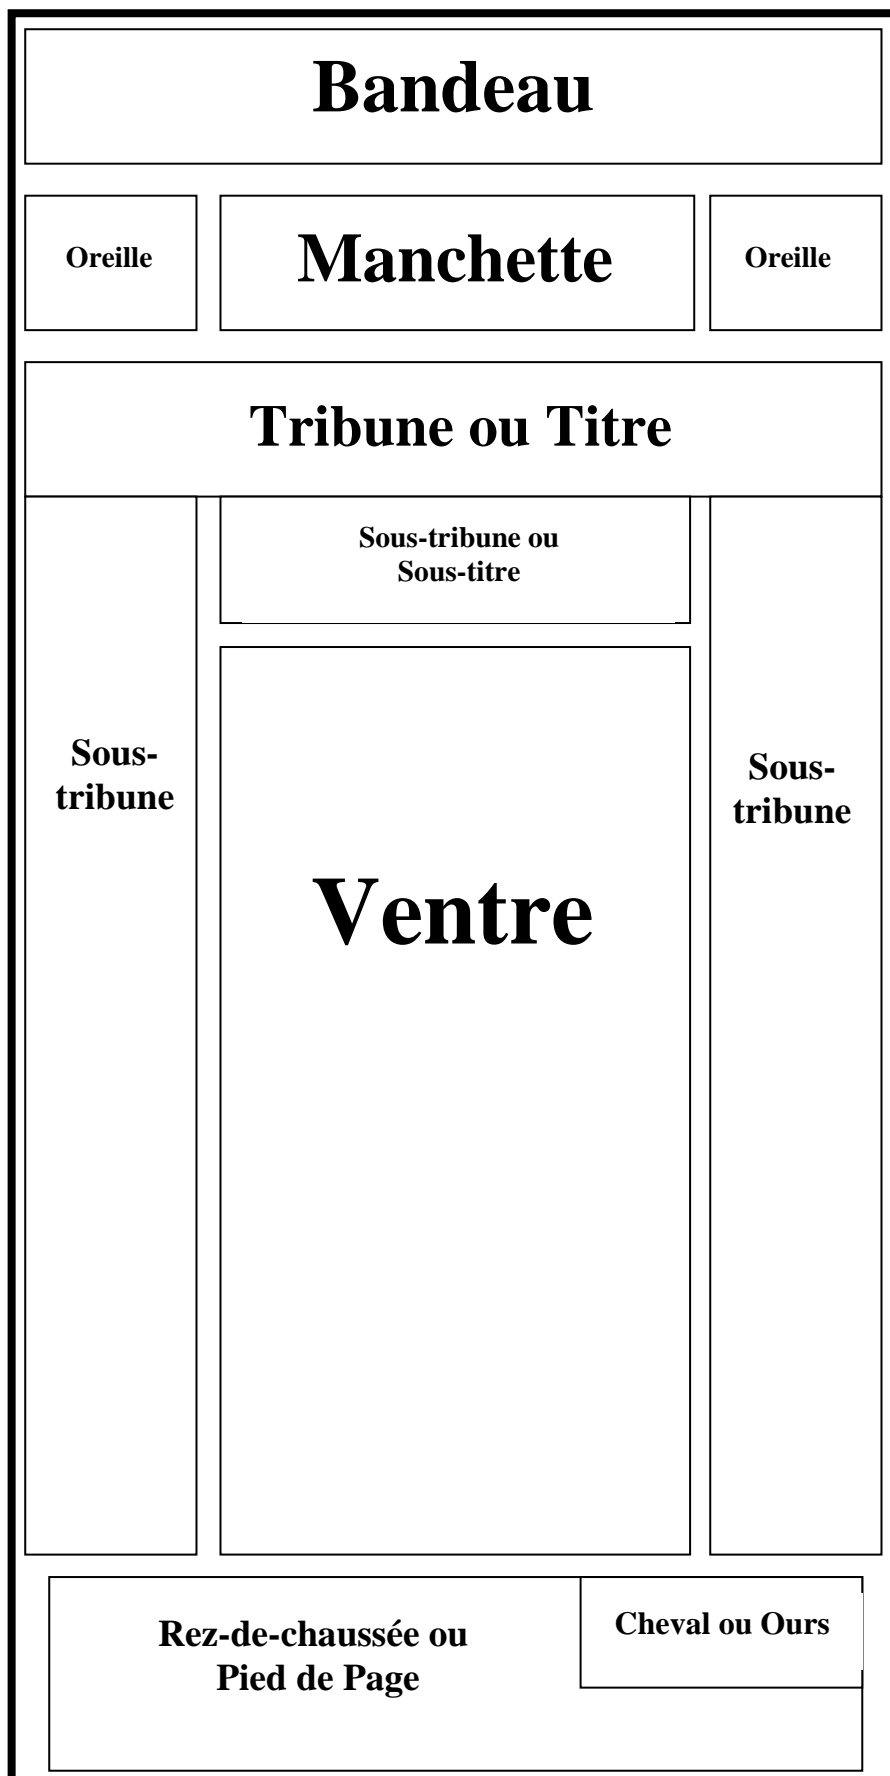 Bandeau
Oreille
Manchette
Oreille
Tribune ou Titre
Sous-tribune ou
Sous-titre
Sous-
tribune
Sous-
tribune
Ventre
Rez-de-chaussée ou
Pied de Page
Cheval ou Ours